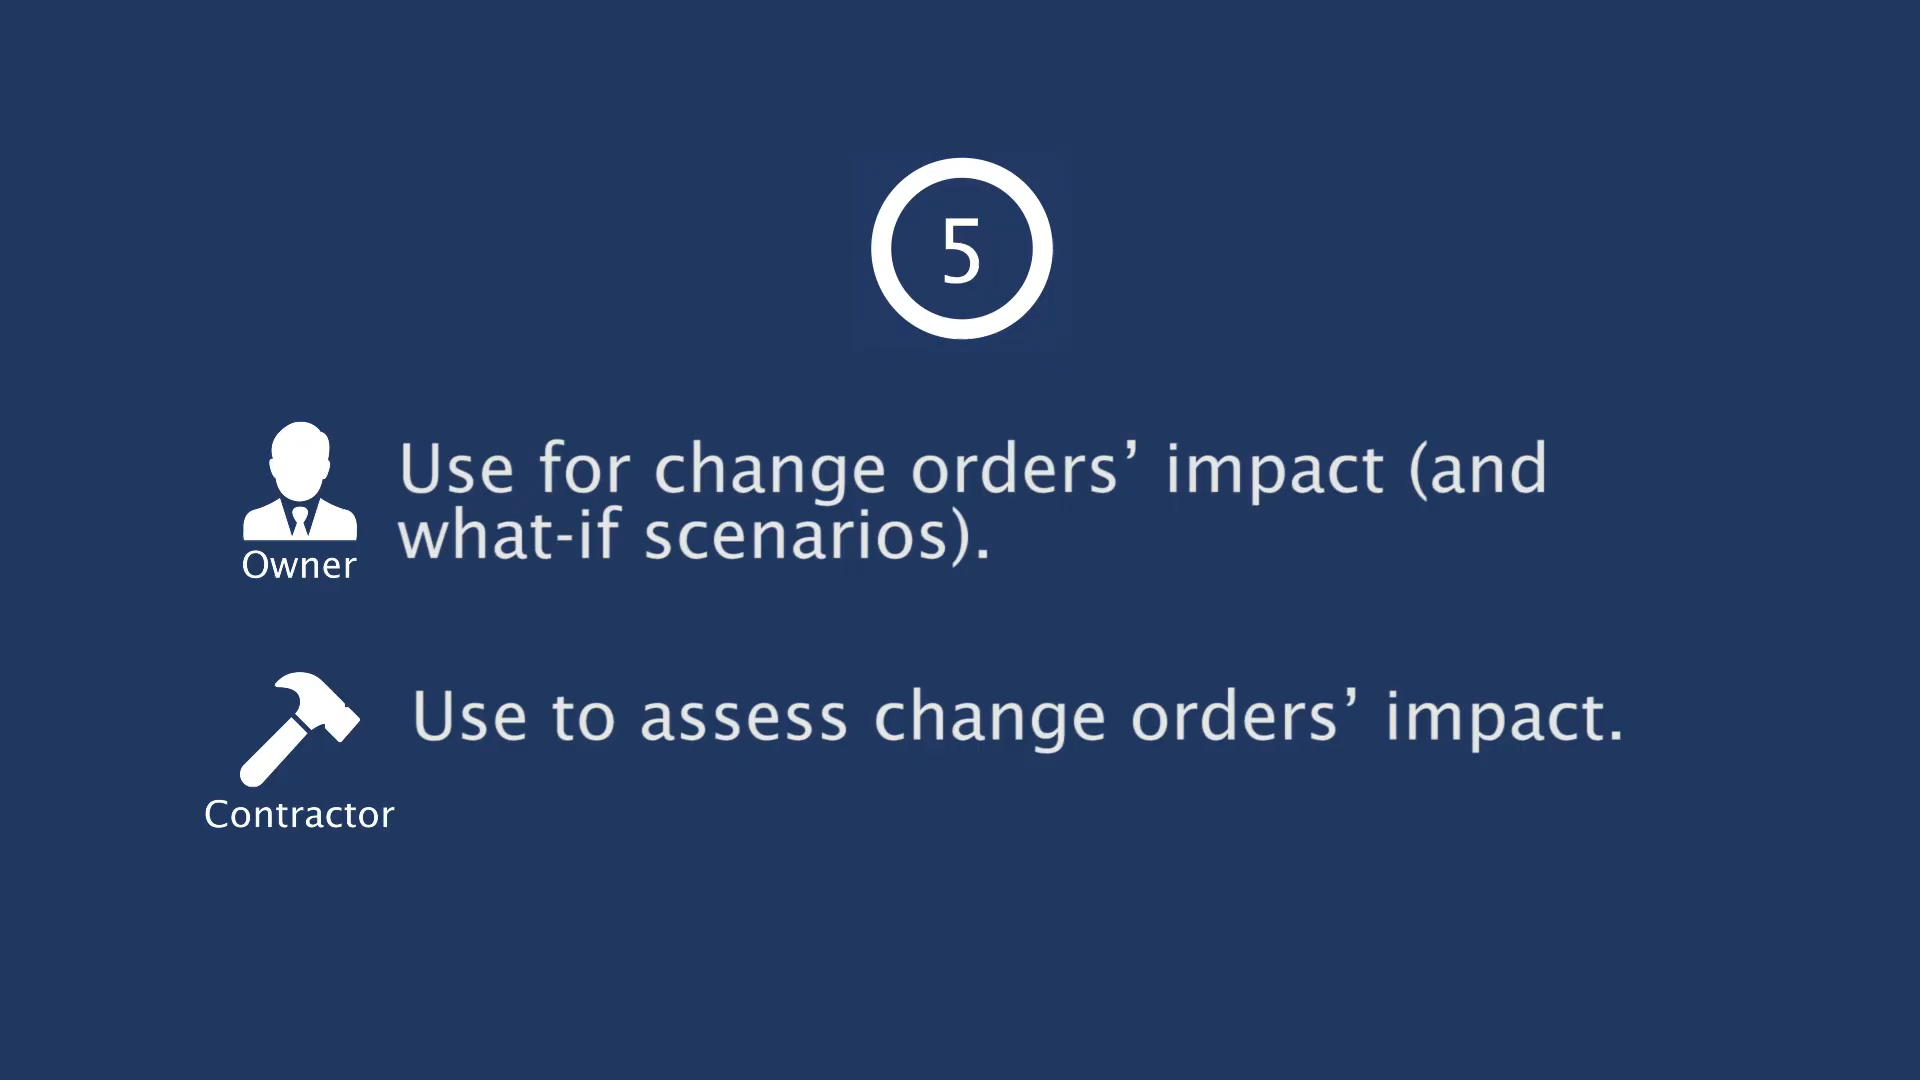 5
Use for change orders’ impact (and
what-if scenarios).
Owner
Use to assess change orders’ impact.
Contractor